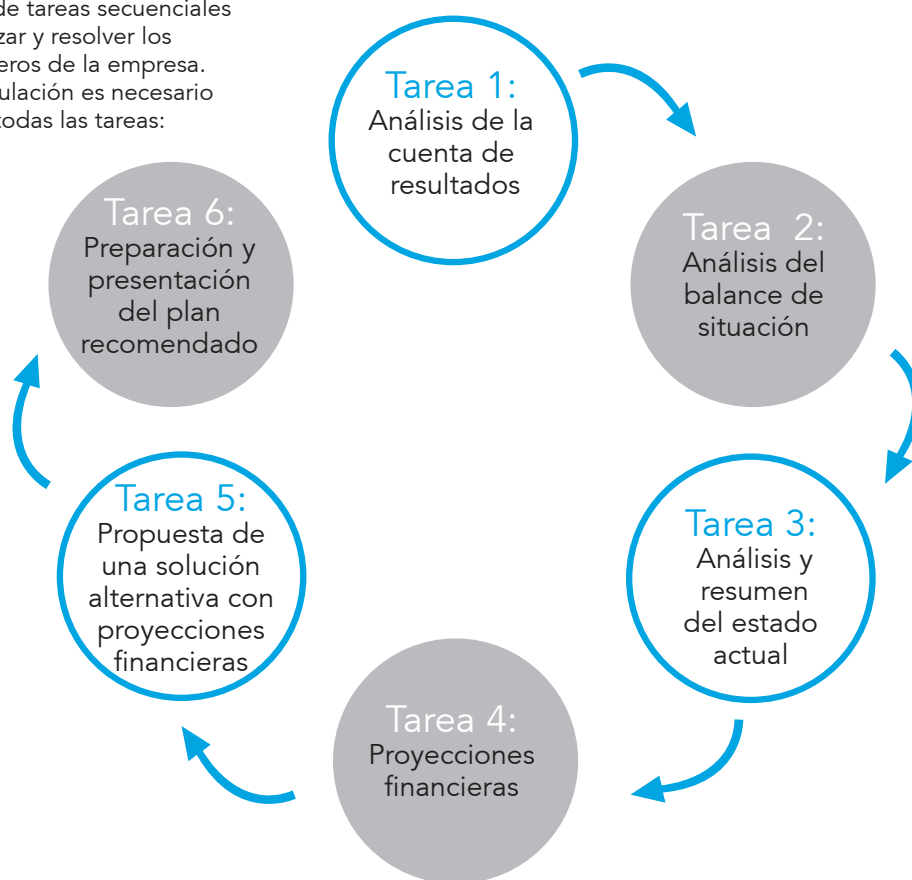 de tareas secuenciales
zar y resolver los
eros de la empresa.
ulación es necesario
todas las tareas:
Tarea 1:
Análisis de la
cuenta de
resultados
Tarea 2:
Análisis del
balance de
situación
Tarea 3:
Análisis y
resumen
del estado
actual
Tarea 4:
Proyecciones
financieras
Tarea 5:
Propuesta de
una solución
alternativa con
proyecciones
financieras
Tarea 6:
Preparación y
presentación
del plan
recomendado